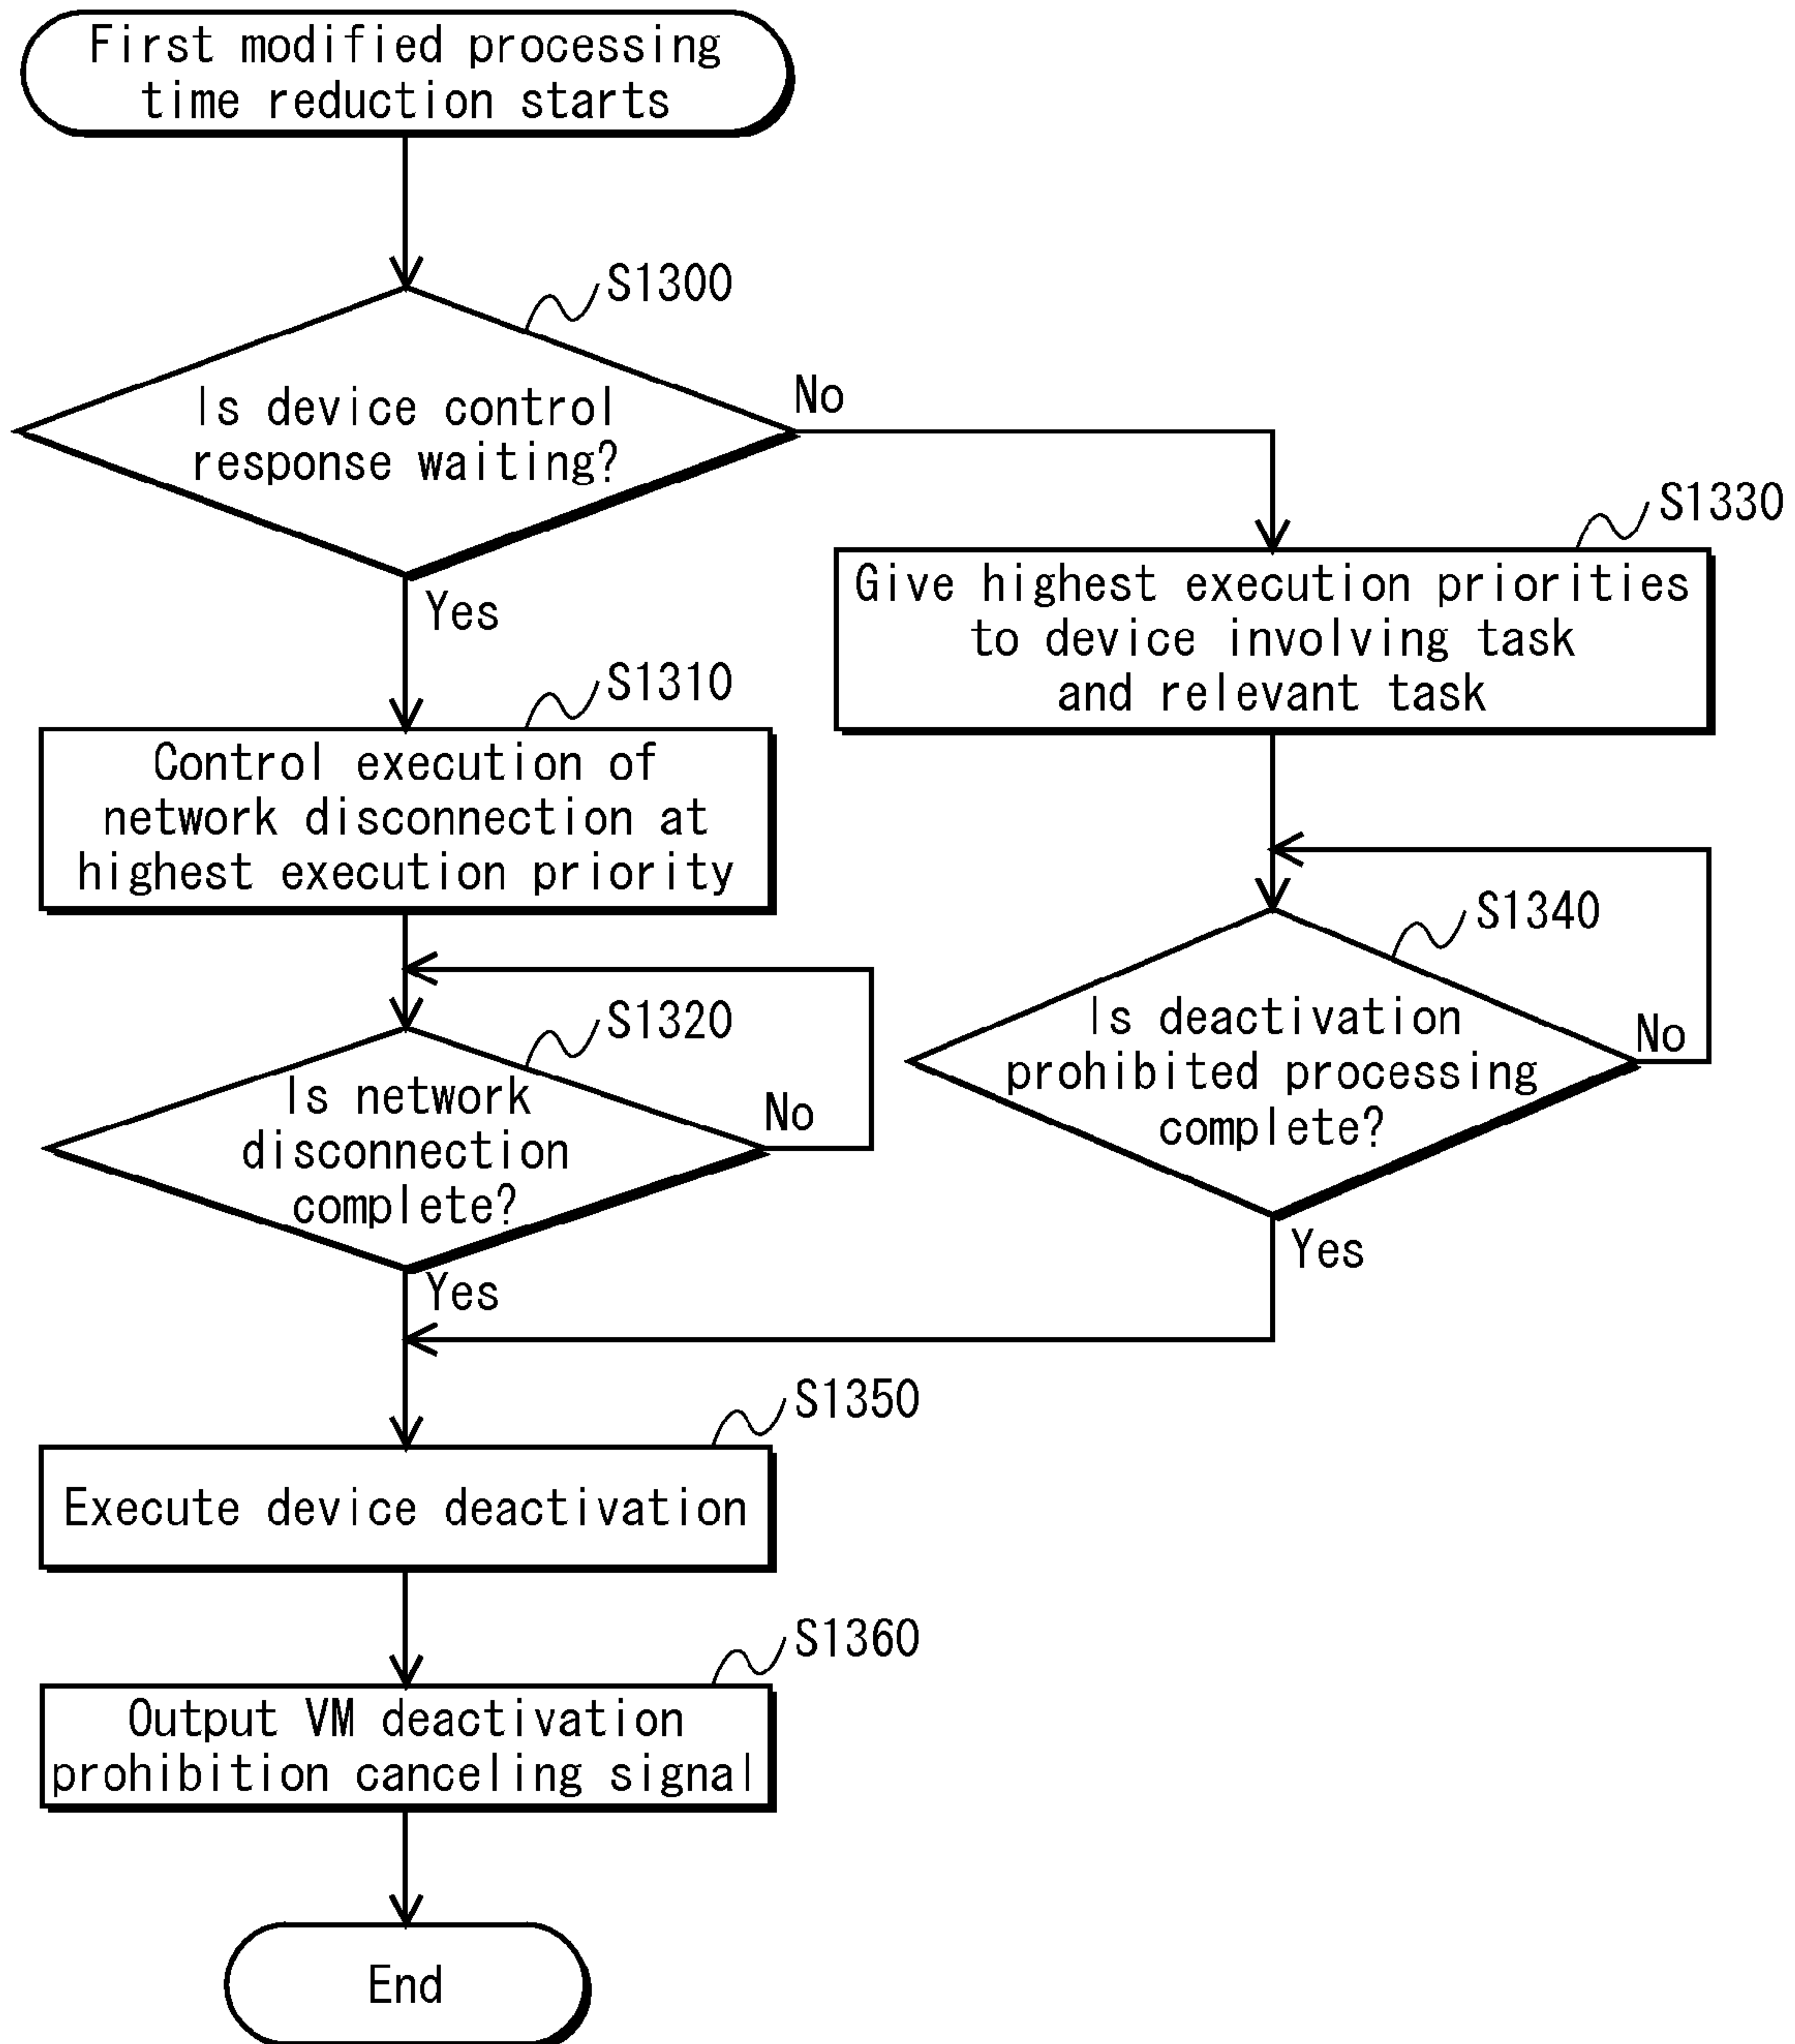 First modified processing
time reduction starts
S1300
Is device control
response waiting?
No
Yes
S1330
Give highest execution priorities
to device involving task
and relevant task
S1310
Control execution of
network disconnection at
highest execution priority
S1340
Is deactivation
prohibited processing
complete?
No
Yes
S1320
Is network
disconnection
complete?
No
Yes
S1350
Execute device deactivation
S1360
Output VM deactivation
prohibition canceling signal
End